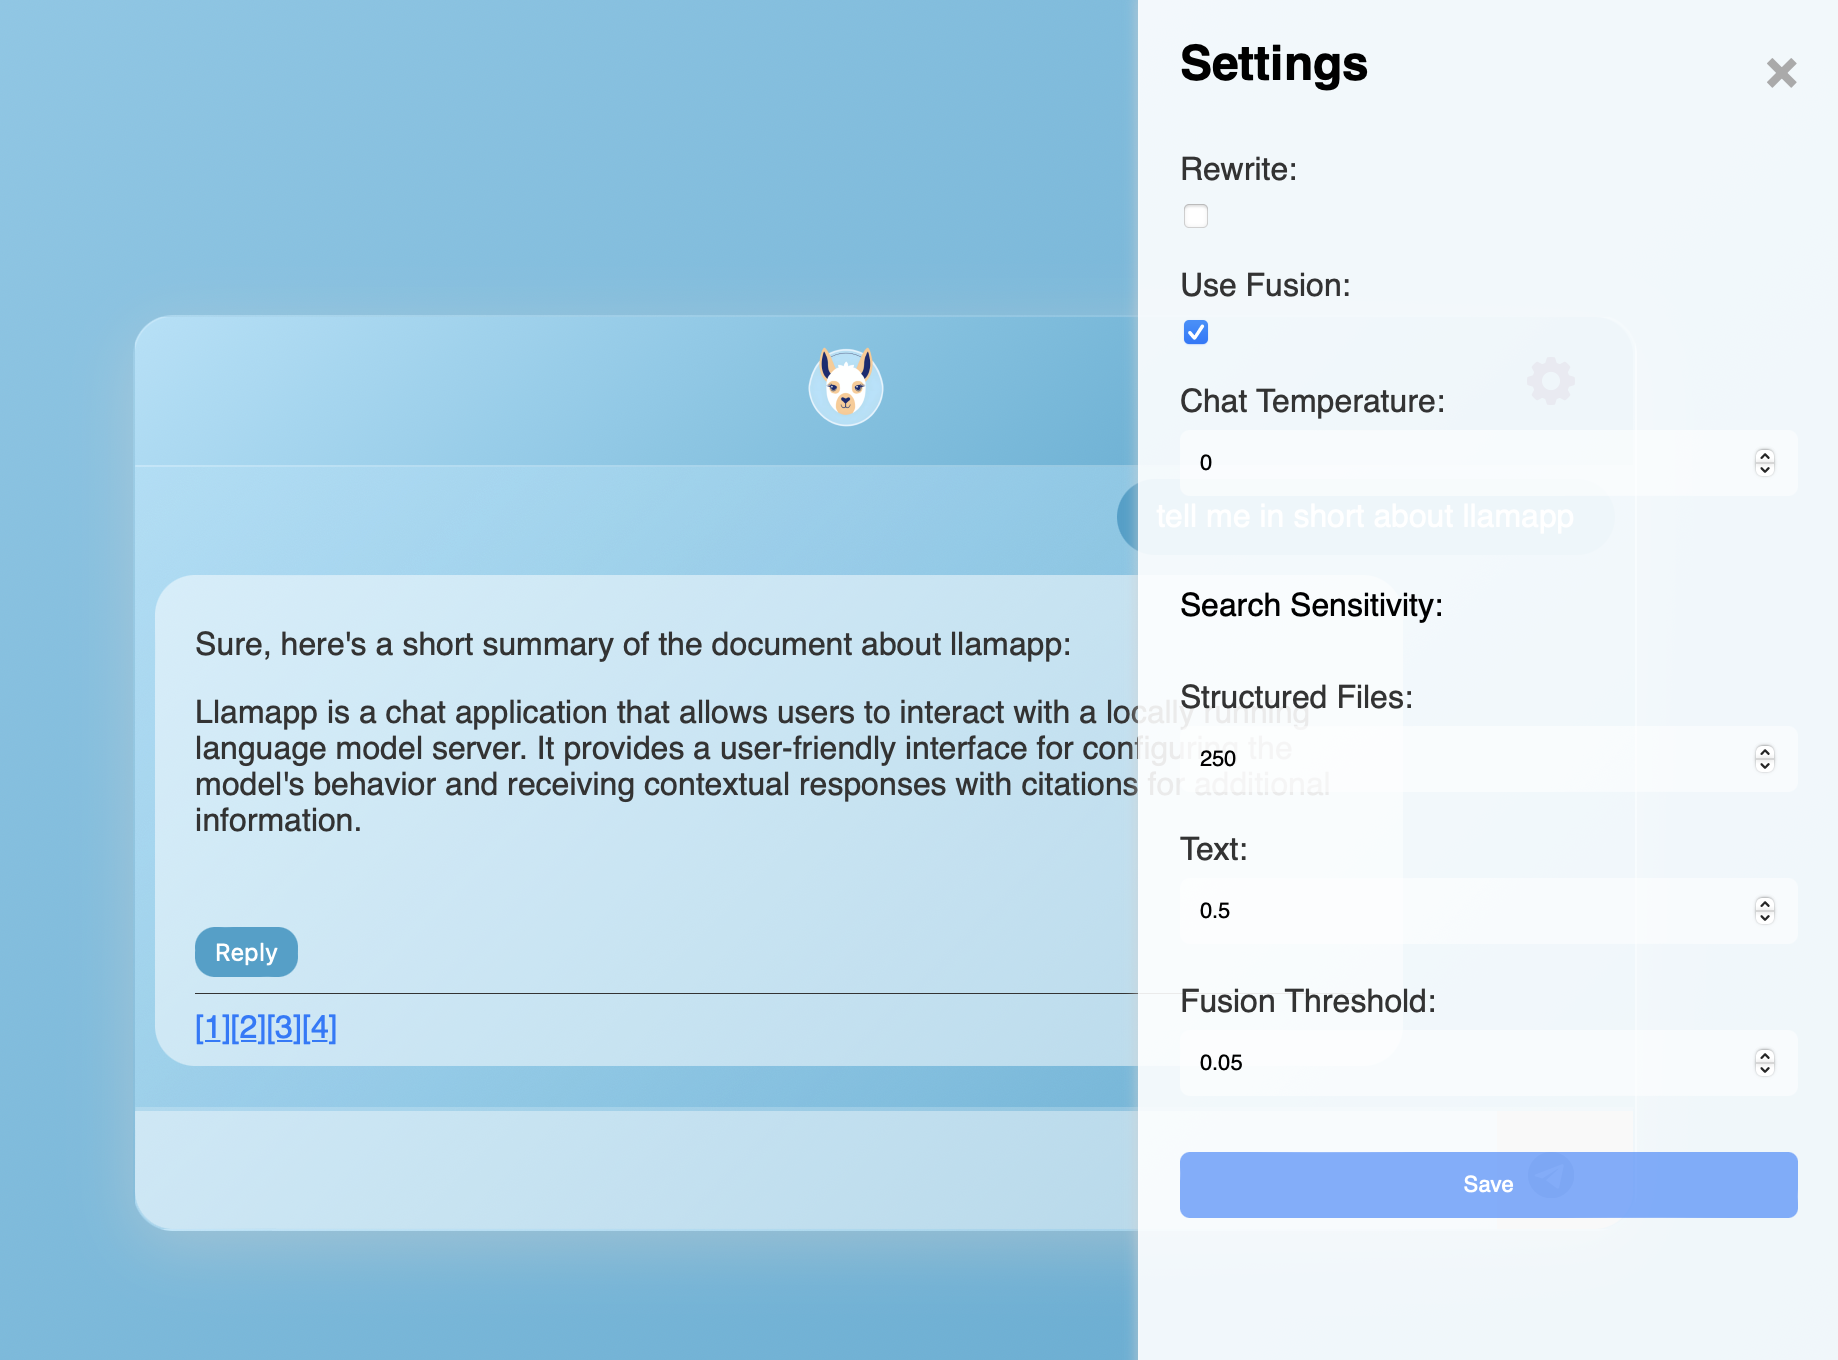 Settings
Rewrite:
Use Fusion:
Chat Temperature:
0
tell me in short about llamapp
Search Sensitivity:
Structured Files:
250
Text:
0.5
Fusion Threshold:
0.05
Save
Sure, here's a short summary of the document about llamapp:
Llamapp is a chat application that allows users to interact with a locally running
language model server. It provides a user-friendly interface for configuring the
model's behavior and receiving contextual responses with citations for additional
information.
Reply
[1][2][3][4]